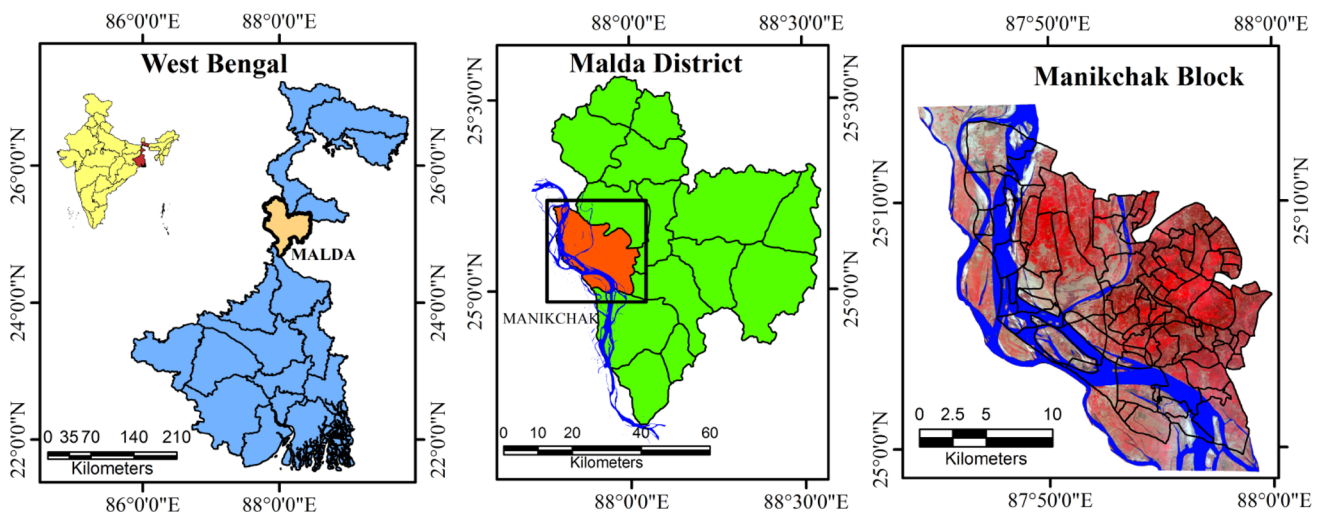 86°0'0"E 88°0'0"E
West Bengal
26°0'0"N 26°0'0"N
MALDA
24°0'0"N 24°0'0"N
22°0'0"N 22°0'0"N
0 35 70 140 210
Kilometers
86°0'0"E 88°0'0"E
88°0'0"E 88°30'0"E
Malda District
25°30'0"N 25°30'0"N
25°0'0"N 25°0'0"N
MANIKCHAK
0 10 20 40 60
Kilometers
88°0'0"E 88°30'0"E
87°50'0"E 88°0'0"E
Manikchak Block
25°10'0"N 25°10'0"N
0 2.5 5 10
Kilometers
25°0'0"N 25°0'0"N
87°50'0"E 88°0'0"E